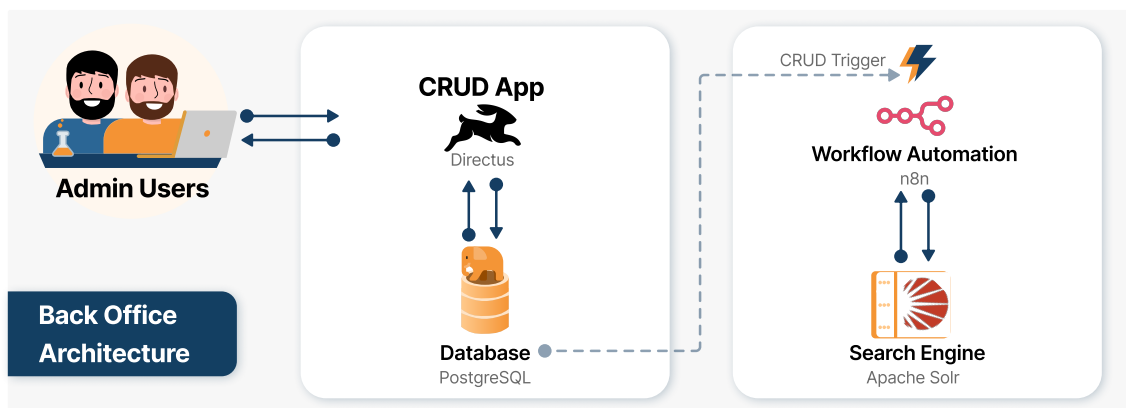 Admin Users
Back Office
Architecture
CRUD App
Directus
Database
PostgreSQL
CRUD Trigger
Workflow Automation
n8n
Search Engine
Apache Solr